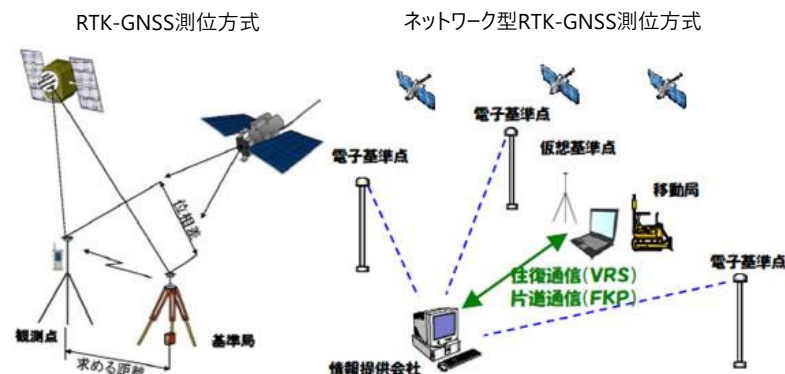 RTK-GNSS測位方式
ネットワーク型RTK-GNSS測位方式
位相差
観測点
基準局
求める距離
電子基準点
電子基準点
仮想基準点
移動局
電子基準点
往復通信(VRS)
片道通信(FKP)
情報提供会社